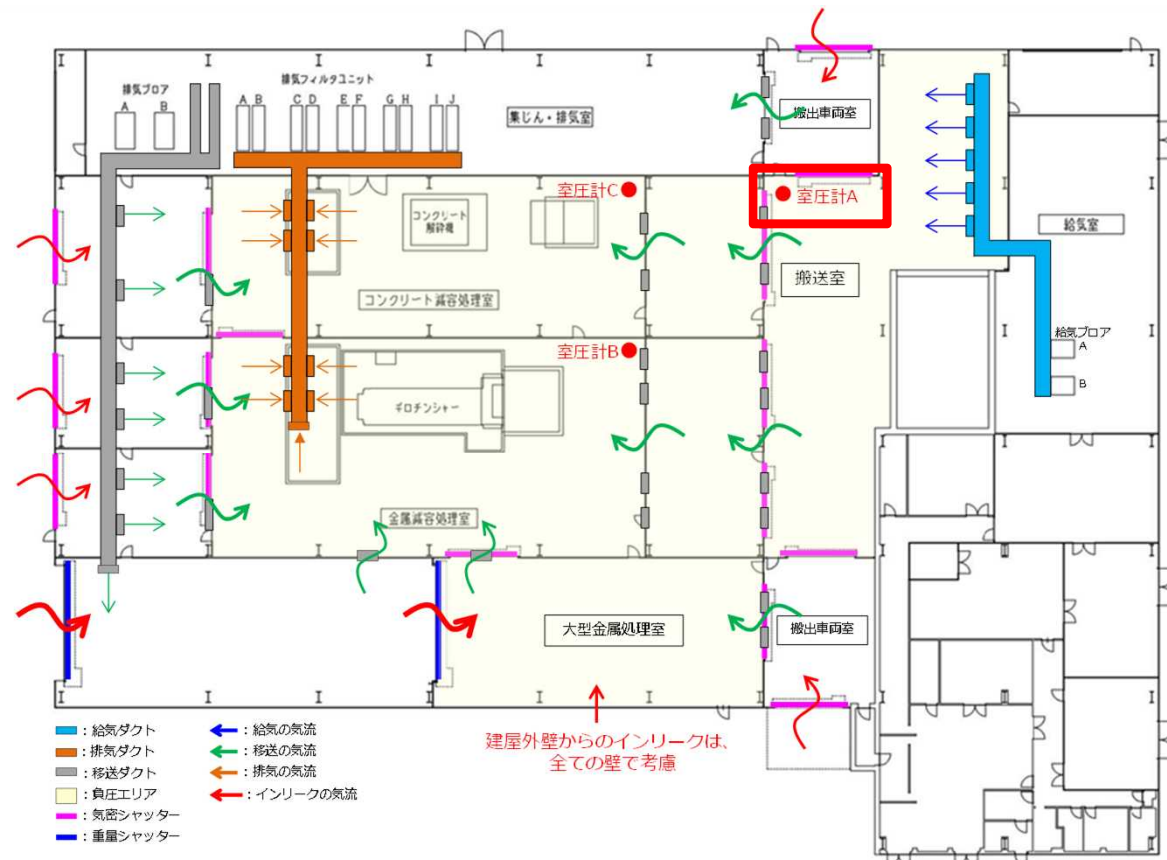 排気ブロア
A B
排気フィルタユニット
A B C D E F G H I J
集じん・排気室
搬出車両室
室圧計C
室圧計A
コンクリート
解砕機
給気室
搬送室
コンクリート減容処理室
給気ブロア
A
B
室圧計B
ギロチンシャー
金属減容処理室
大型金属処理室
搬出車両室
建屋外壁からのインリークは、
全ての壁で考慮
:給気ダクト
:排気ダクト
:移送ダクト
:負圧エリア
:気密シャッター
:重量シャッター
:給気の気流
:移送の気流
:排気の気流
:インリークの気流